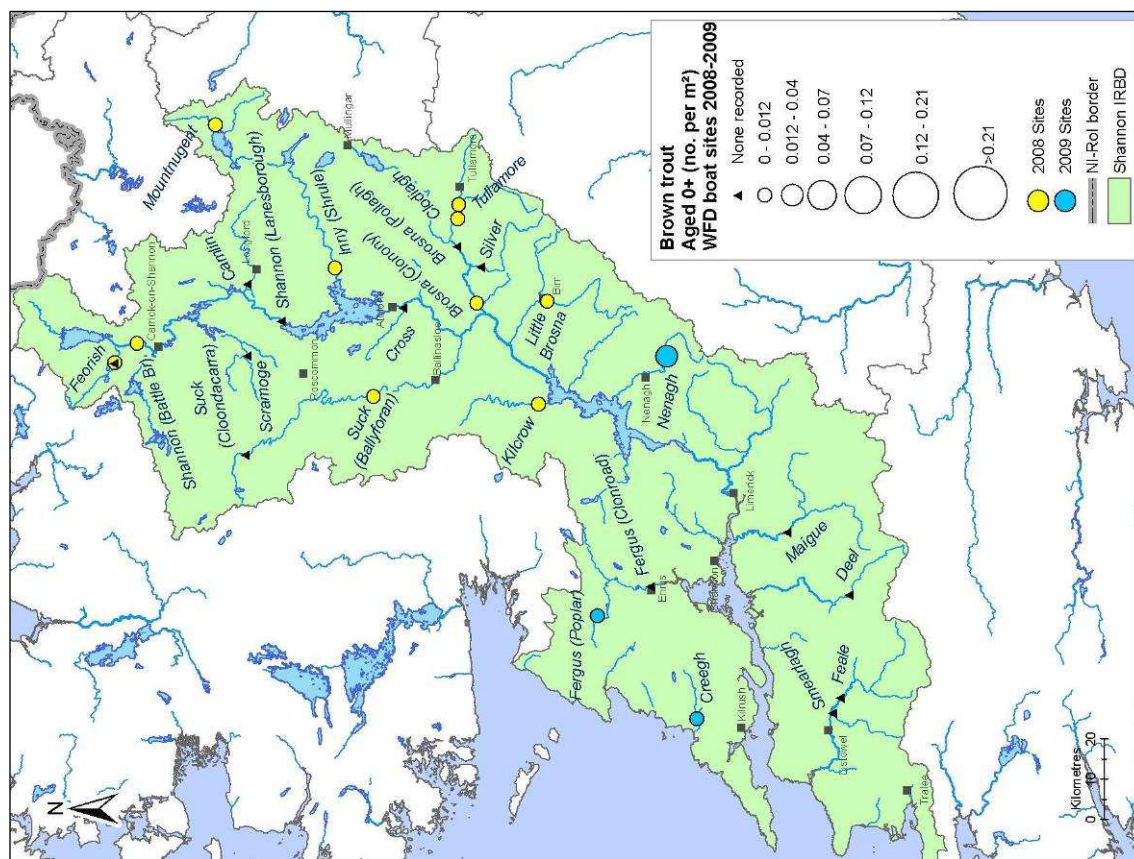 N
Feorish
Mountnugent
Carrick-on-Shannon
Shannon (Battle Br).
Camlin
Longford
Suck
(Cloondacarra)
Scramoge
Shannon (Lanesborough)
Inny (Shrule)
Mullingar
Roscommon
Athlone
Cross
Brosna (Clonony)
Brosna (Pollagh)
Clodiagh
Tullamore
Tullamore
Silver
Ballinasloe
Suck
(Ballyforan)
Little
Brosna
Birr
Kilcrow
Nenagh
Nenagh
Fergus (Clonroad)
Fergus (Poplar)
Ennis
Shannon
Limerick
Maigue
Deel
Creegh
Kilrush
Smearlagh
Feale
Listowel
Tralee
0
10
20
Kilometres
Brown trout
Aged 0+ (no. per m²)
WFD boat sites 2008-2009
None recorded
0 - 0.012
0.012 - 0.04
0.04 - 0.07
0.07 - 0.12
0.12 - 0.21
>0.21
2008 Sites
2009 Sites
NI-RoI border
Shannon IRBD